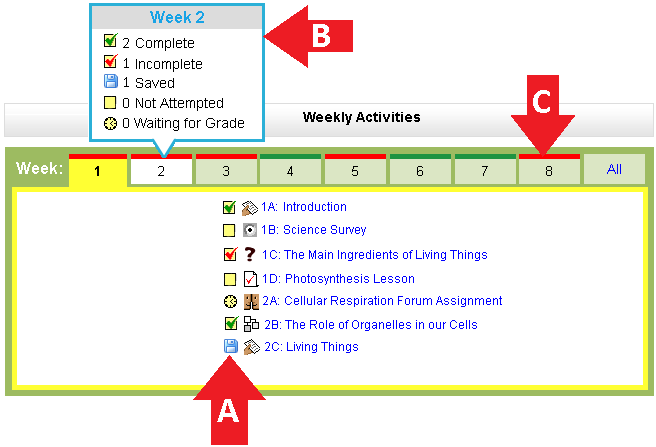 Week 2
2 Complete
1 Incomplete
1 Saved
0 Not Attempted
0 Waiting for Grade
B
C
Weekly Activities
Week: 1 2 3 4 5 6 7 8 All
1A: Introduction
1B: Science Survey
1C: The Main Ingredients of Living Things
1D: Photosynthesis Lesson
2A: Cellular Respiration Forum Assignment
2B: The Role of Organelles in our Cells
2C: Living Things
A